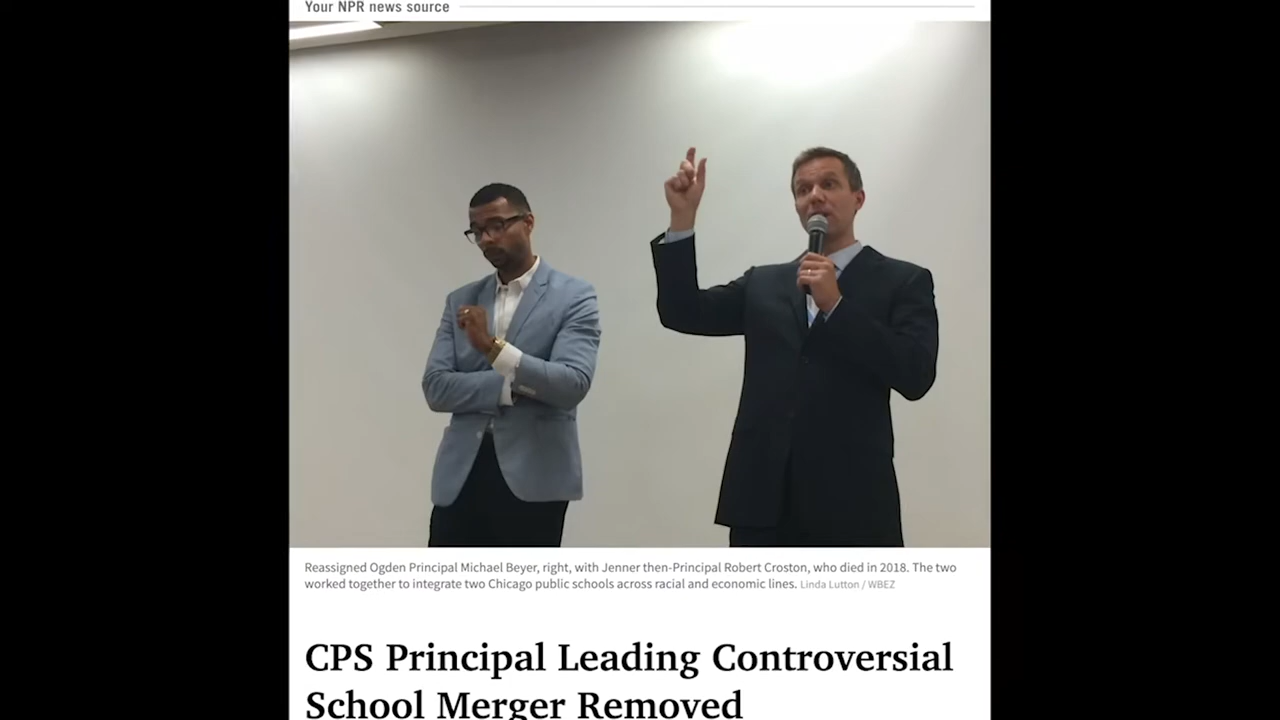 Your NPR news source
Reassigned Ogden Principal Michael Beyer, right, with Jenner then-Principal Robert Croston, who died in 2018. The two
worked together to integrate two Chicago public schools across racial and economic lines. Linda Lutton / WBEZ
CPS Principal Leading Controversial
School Merger Removed